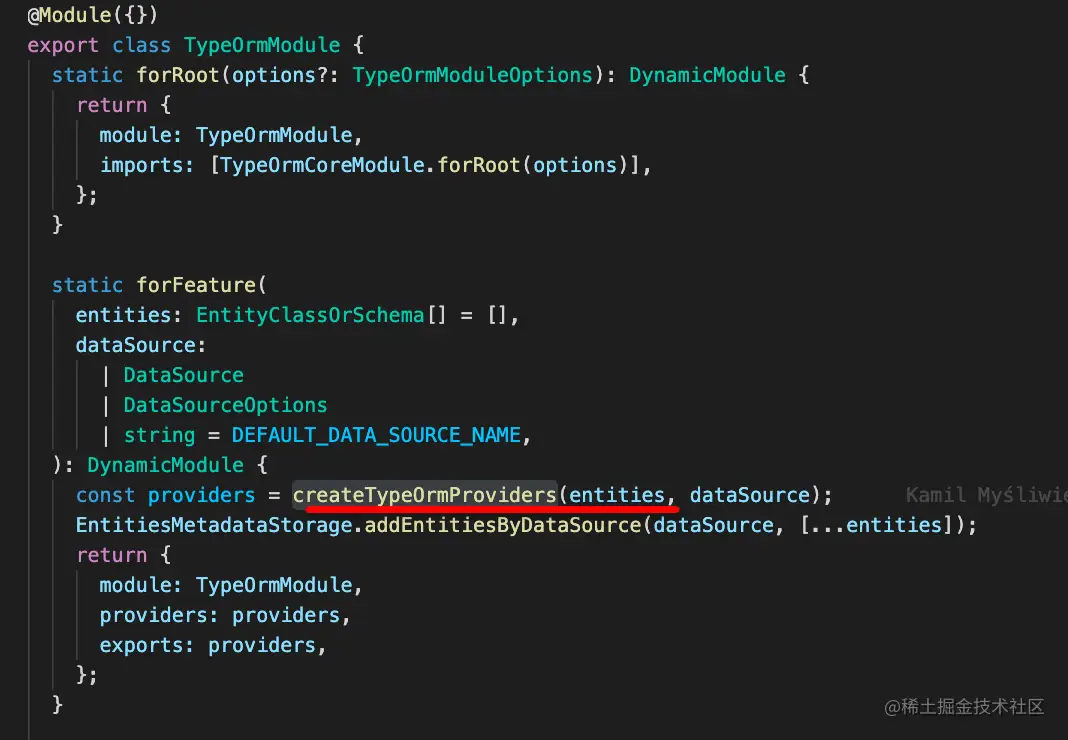 @Module({})
export class TypeOrmModule {
static forRoot(options?: TypeOrmModuleOptions): DynamicModule {
return {
module: TypeOrmModule,
imports: [TypeOrmCoreModule.forRoot(options)],
};
}
static forFeature(
entities: EntityClassOrSchema[] = [],
dataSource:
| DataSource
| DataSourceOptions
| string = DEFAULT_DATA_SOURCE_NAME,
): DynamicModule {
const providers = createTypeOrmProviders(entities, dataSource); Kamil Myśliwie
EntitiesMetadataStorage.addEntitiesByDataSource(dataSource, [...entities]);
return {
module: TypeOrmModule,
providers: providers,
exports: providers,
};
}
@稀土掘金技术社区